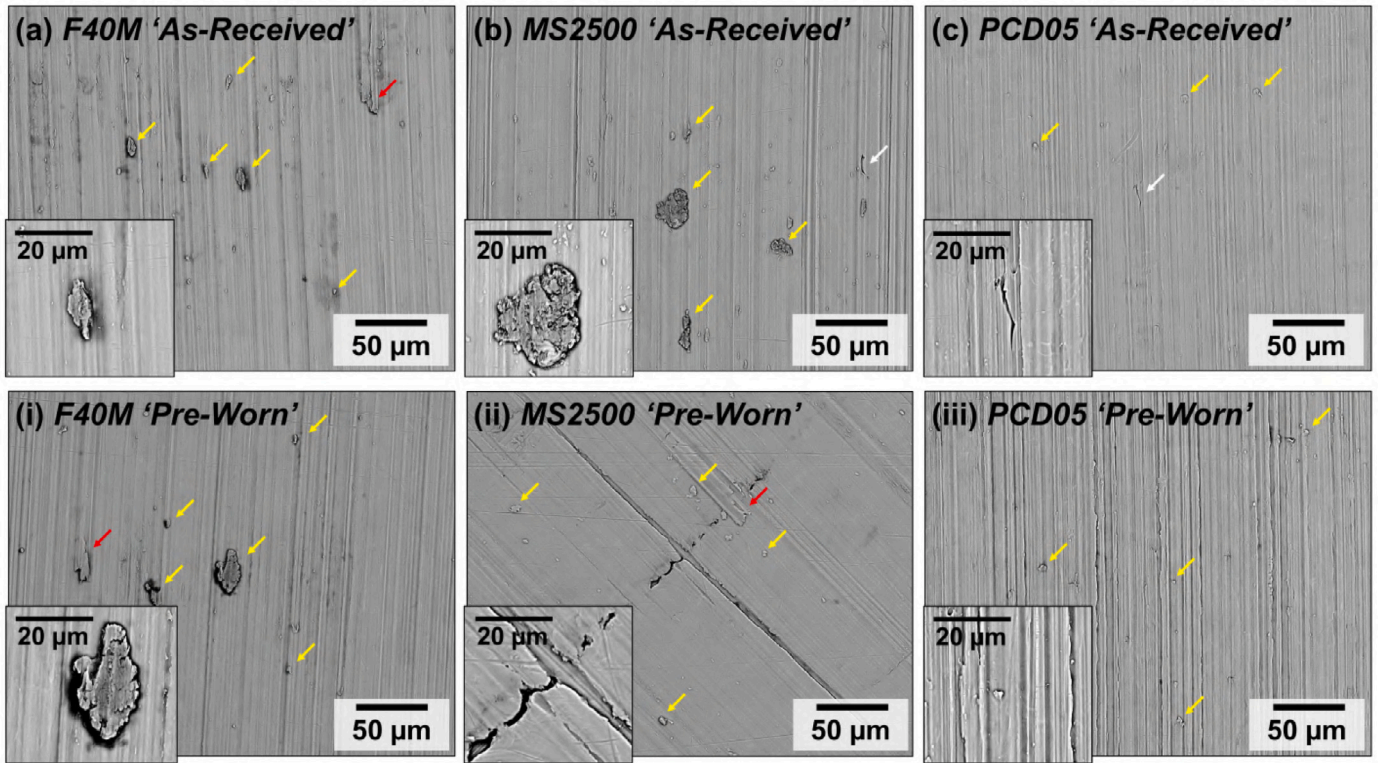 (a) F40M ‘As-Received’
20 µm
50 µm
(b) MS2500 ‘As-Received’
20 µm
50 µm
(c) PCD05 ‘As-Received’
20 µm
50 µm
(i) F40M ‘Pre-Worn’
20 µm
50 µm
(ii) MS2500 ‘Pre-Worn’
20 µm
50 µm
(iii) PCD05 ‘Pre-Worn’
20 µm
50 µm